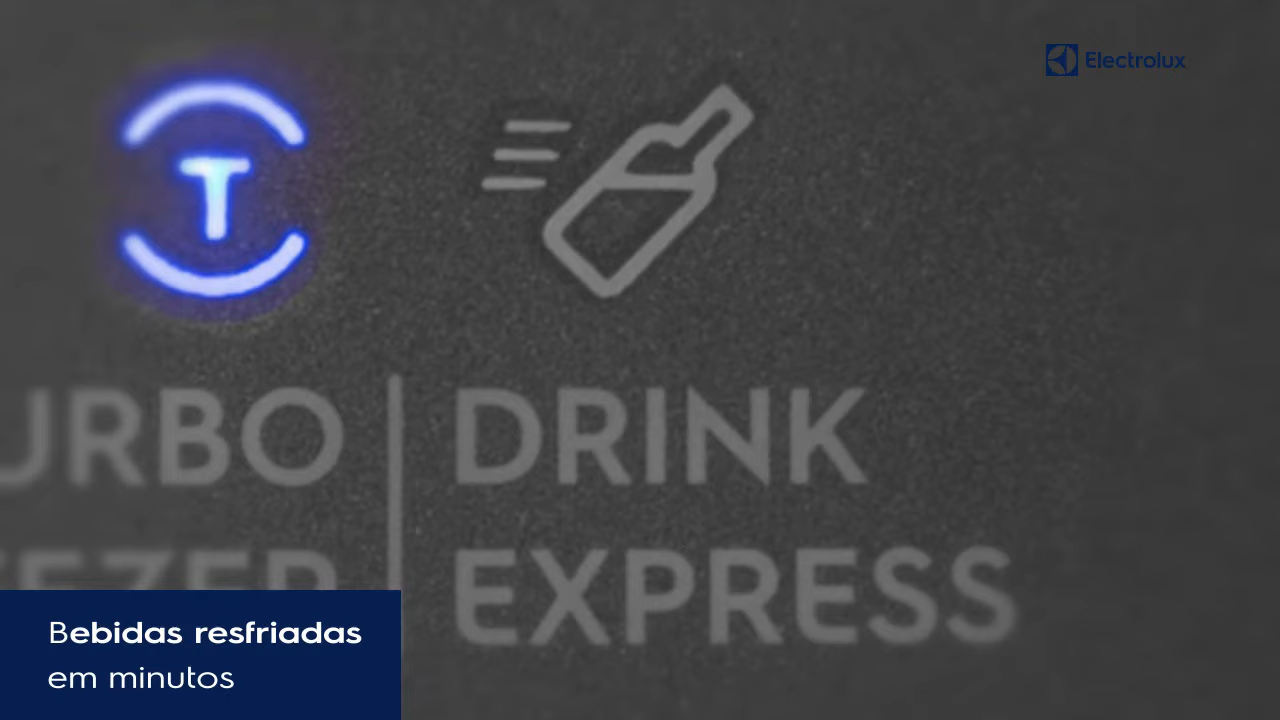 Electrolux
T
URBO
DRINK
EXPRESS
Bebidas resfriadas
em minutos